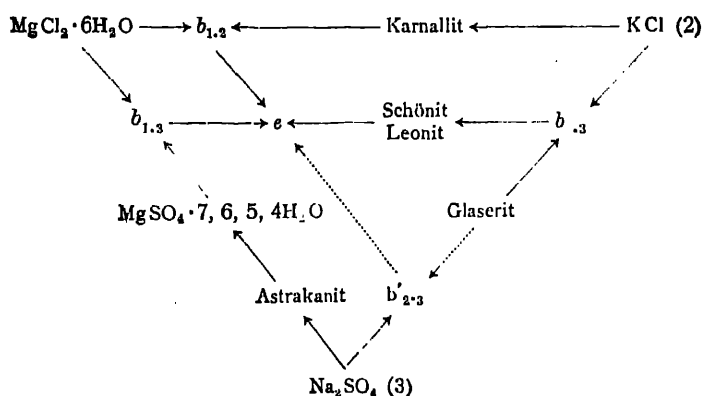 MgCl₂·6H₂O b₁.₂ Karnallit KCl (2)
b₁.₃ e Schönit Leonit b .₃
MgSO₄·7, 6, 5, 4H₂O Glaserit
Astrakanit b'₂.₃
Na₂SO₄ (3)